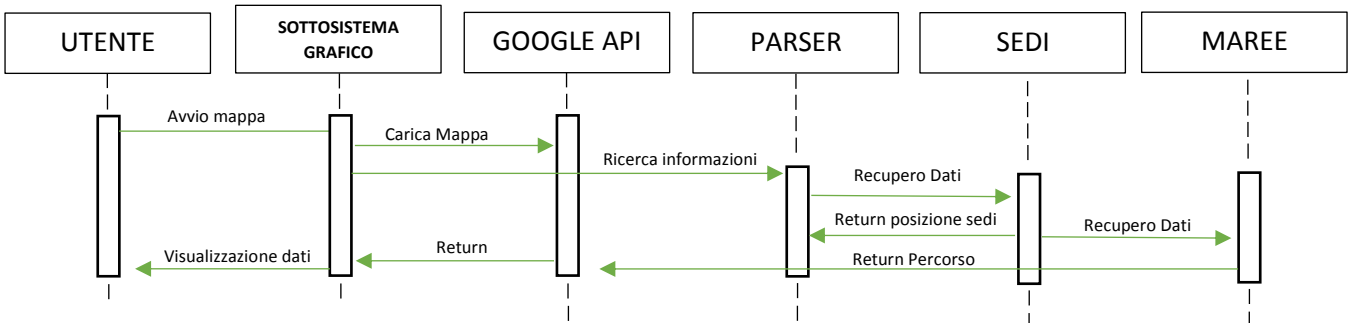 UTENTE
SOTTOSISTEMA
GRAFICO
GOOGLE API
PARSER
SEDI
MAREE
Avvio mappa
Carica Mappa
Ricerca informazioni
Recupero Dati
Return posizione sedi
Recupero Dati
Visualizzazione dati
Return
Return Percorso